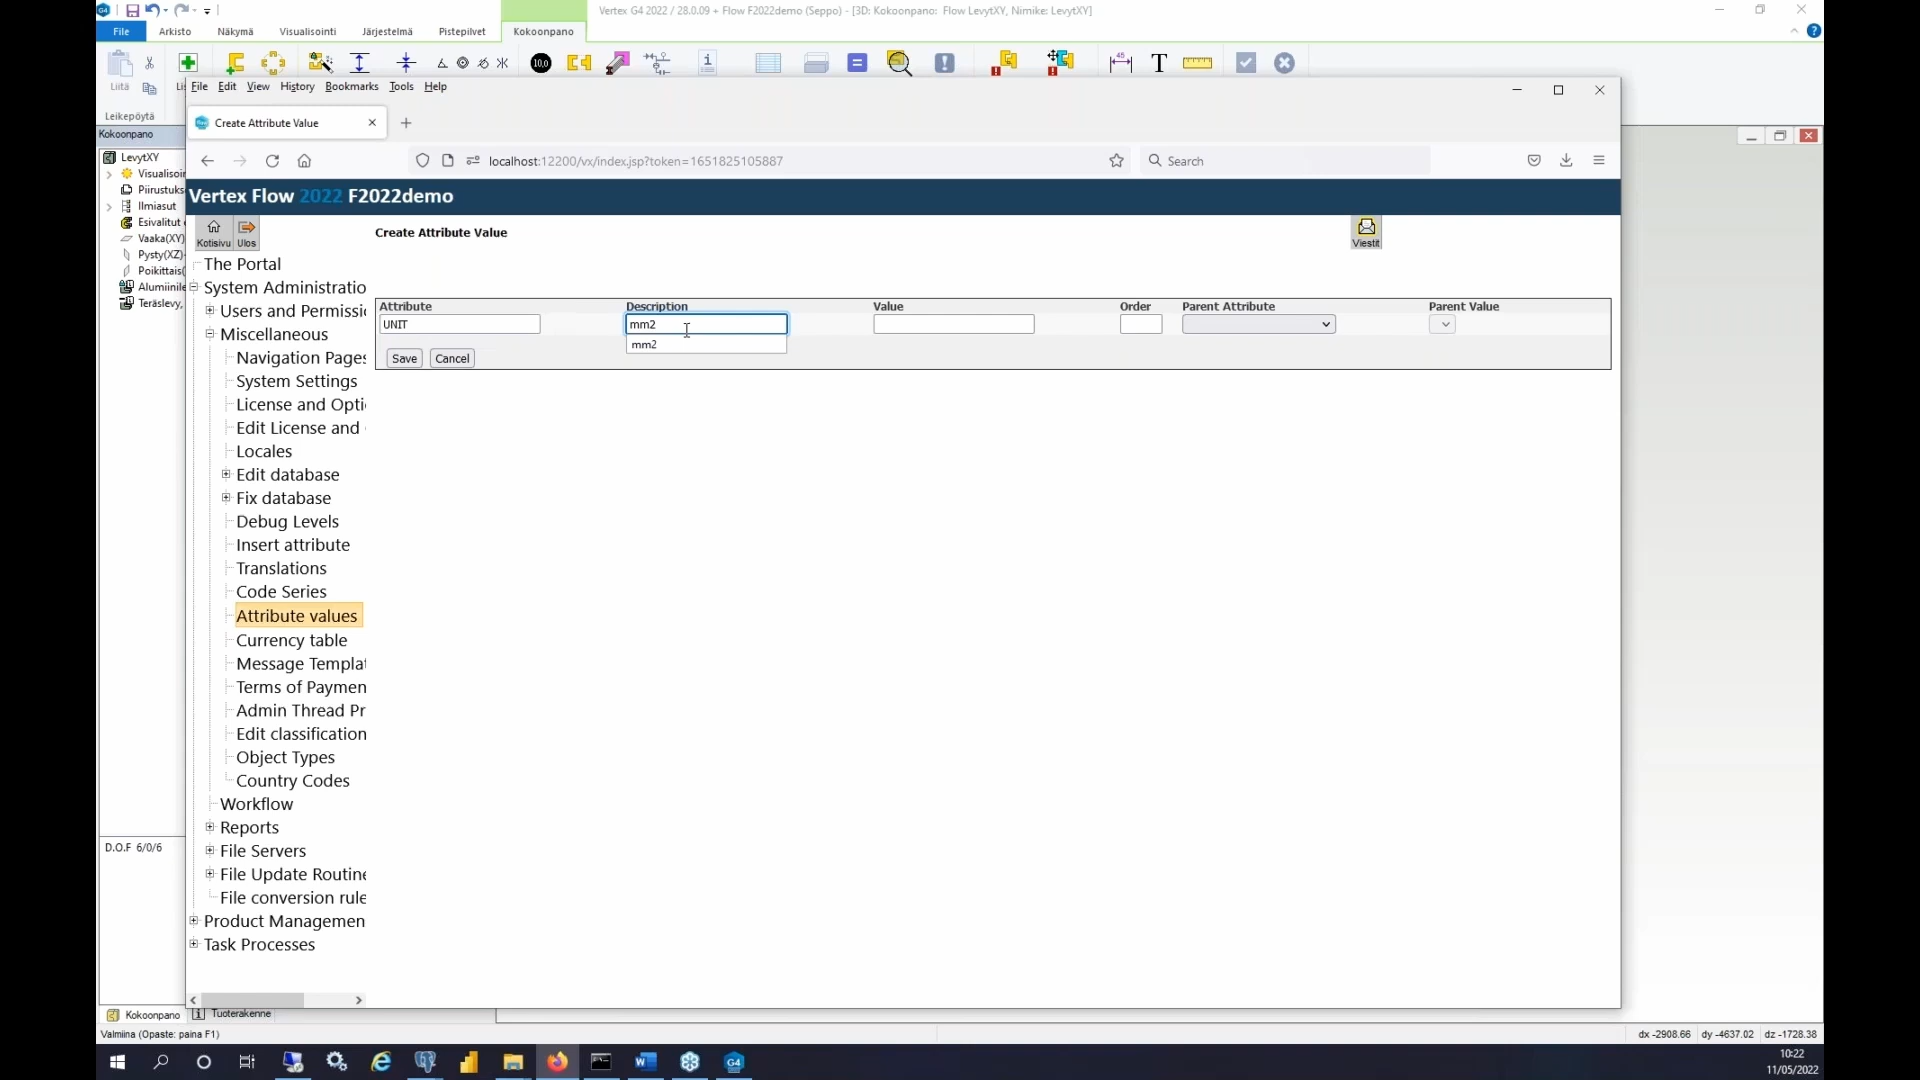 Vertex G4 2022 / 28.0.09 + Flow F2022demo (Seppo) - [3D: Kokoonpano: Flow LevytXY, Nimike: LevytXY]
File Arkisto Näkymä Visualisointi Järjestelmä Pistepilvet Kokoonpano
Liitä
Leikepöytä
File Edit View History Bookmarks Tools Help
Create Attribute Value
localhost:12200/vx/index.jsp?token=1651825105887
Search
Kokoonpano
LevytXY
Visualisoin
Piirustuks
Ilmiasut
Esivalitut
Vaaka(XY)
Pysty(XZ)
Poikittais(
Alumiinile
Teräslevy,
D.O.F 6/0/6
Vertex Flow 2022 F2022demo
Kotisivu Ulos
Create Attribute Value
Viestit
The Portal
System Administratio
Users and Permissio
Miscellaneous
Navigation Pages
System Settings
License and Opti
Edit License and
Locales
Edit database
Fix database
Debug Levels
Insert attribute
Translations
Code Series
Attribute values
Currency table
Message Templat
Terms of Paymen
Admin Thread Pr
Edit classification
Object Types
Country Codes
Workflow
Reports
File Servers
File Update Routine
File conversion rule
Product Managemen
Task Processes
Attribute Description Value Order Parent Attribute Parent Value
UNIT mm2
mm2
Save Cancel
Kokoonpano Tuoterakenne
Valmiina (Opaste: paina F1)
dx -2908.66 dy -4637.02 dz -1728.38
10:22
11/05/2022